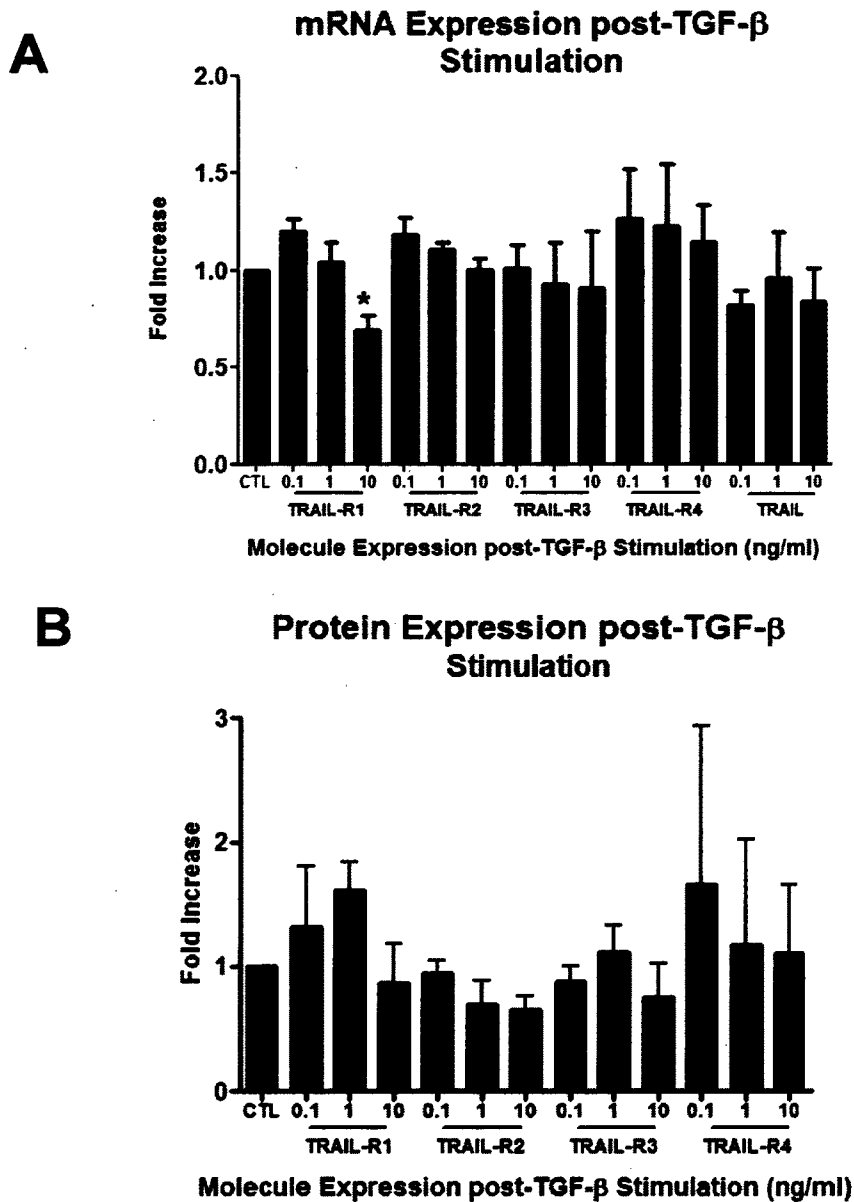 A
mRNA Expression post-TGF-β
Stimulation
2.0
1.5
1.0
0.5
0.0
Fold Increase
*
CTL 0.1 1 10 0.1 1 10 0.1 1 10 0.1 1 10 0.1 1 10
TRAIL-R1 TRAIL-R2 TRAIL-R3 TRAIL-R4 TRAIL
Molecule Expression post-TGF-β Stimulation (ng/ml)
B
Protein Expression post-TGF-β
Stimulation
3
2
1
0
Fold Increase
CTL 0.1 1 10 0.1 1 10 0.1 1 10 0.1 1 10
TRAIL-R1 TRAIL-R2 TRAIL-R3 TRAIL-R4
Molecule Expression post-TGF-β Stimulation (ng/ml)